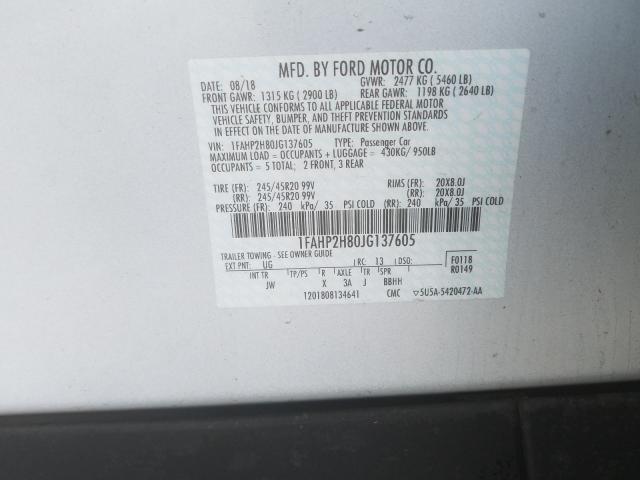 MFD. BY FORD MOTOR CO.
DATE: 08/18 GVWR: 2477 KG ( 5460 LB)
FRONT GAWR: 1315 KG ( 2900 LB) REAR GAWR: 1198 KG ( 2640 LB)
THIS VEHICLE CONFORMS TO ALL APPLICABLE FEDERAL MOTOR
VEHICLE SAFETY, BUMPER, AND THEFT PREVENTION STANDARDS
IN EFFECT ON THE DATE OF MANUFACTURE SHOWN ABOVE.
VIN: 1FAHP2H80JG137605 TYPE: Passenger Car
MAXIMUM LOAD = OCCUPANTS + LUGGAGE = 430KG/ 950LB
OCCUPANTS = 5 TOTAL; 2 FRONT, 3 REAR
TIRE (FR): 245/45R20 99V RIMS (FR): 20X8.0J
(RR): 245/45R20 99V (RR): 20X8.0J
PRESSURE (FR): 240 kPa/ 35 PSI COLD (RR): 240 kPa/ 35 PSI COLD
1FAHP2H80JG137605
TRAILER TOWING - SEE OWNER GUIDE
EXT PNT: UG RC: 13 DSO: F0118
INT TR TP/PS R AXLE TR SPRING R0149
JW X 3A J BBHH
1201808134641 CMC ▽5U5A-5420472-AA